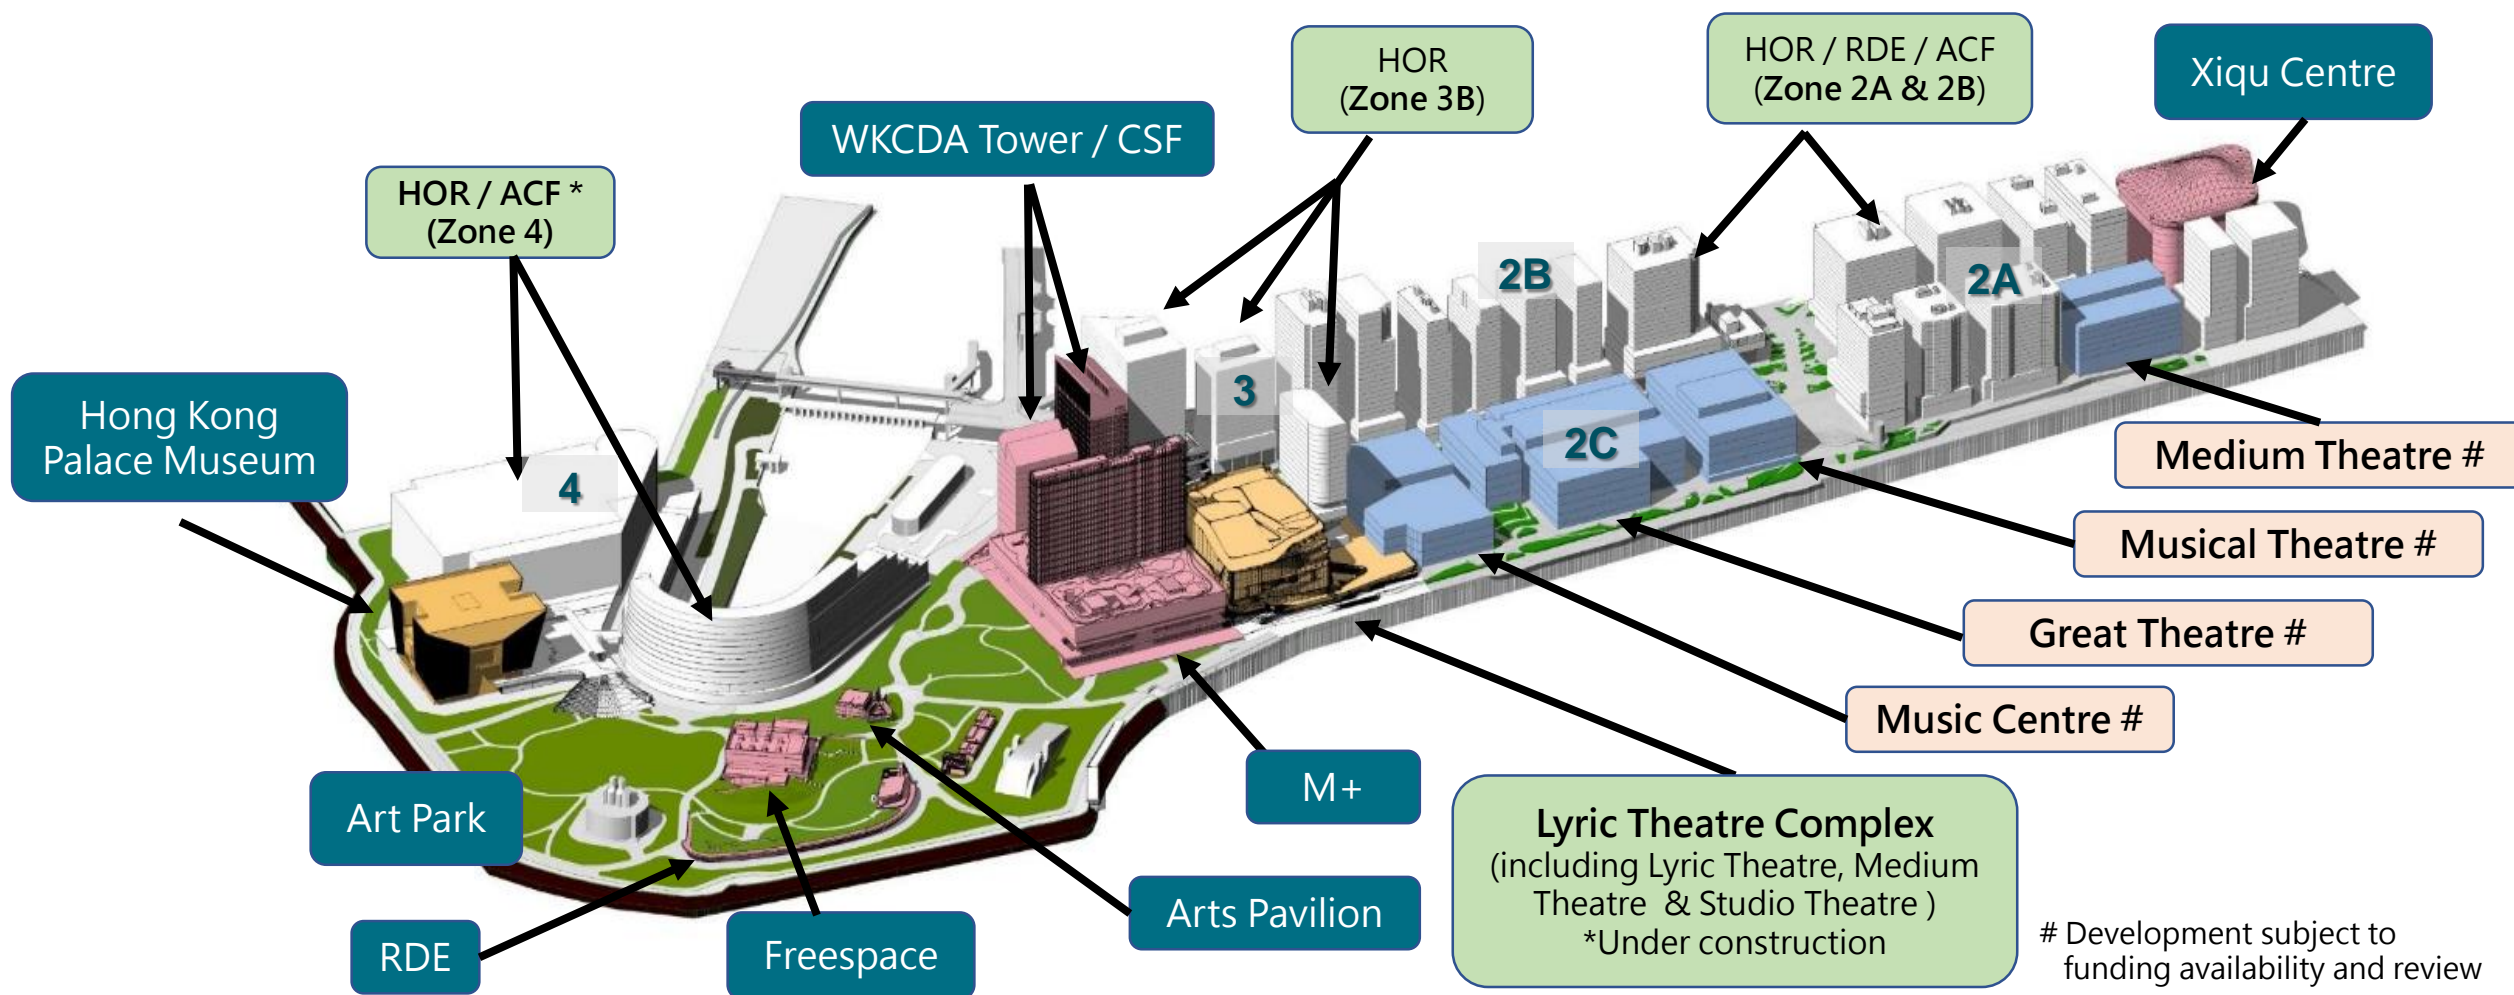 HOR
(Zone 3B)
HOR / RDE / ACF
(Zone 2A & 2B)
Xiqu Centre
WKCDA Tower / CSF
HOR / ACF *
(Zone 4)
2B
2A
3
Hong Kong
Palace Museum
2C
4
Medium Theatre #
Musical Theatre #
Great Theatre #
Music Centre #
M+
Art Park
Lyric Theatre Complex
(including Lyric Theatre, Medium
Theatre & Studio Theatre )
*Under construction
Arts Pavilion
RDE
Freespace
# Development subject to
funding availability and review